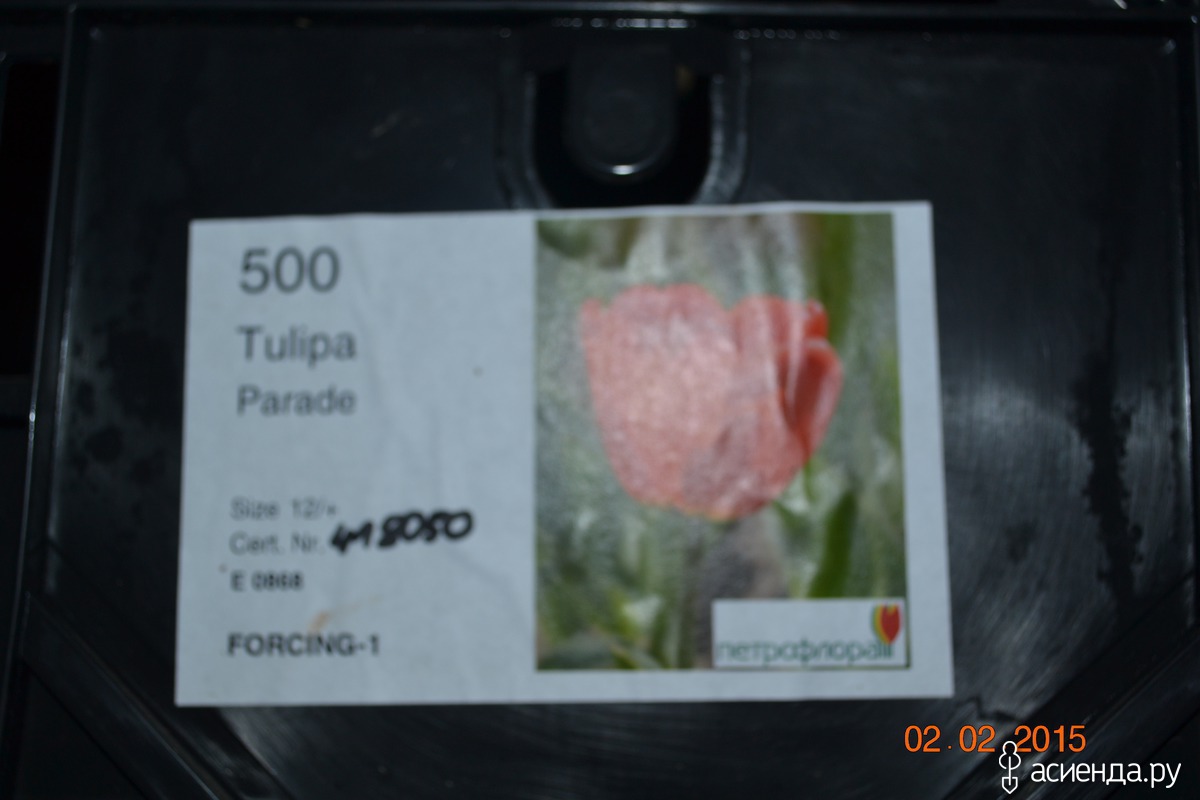 500
Tulipa
Parade
Size 12/+
Cert. Nr. 418050
E 0868
FORCING-1
петрафлора
02.02.2015
асиенда.ру